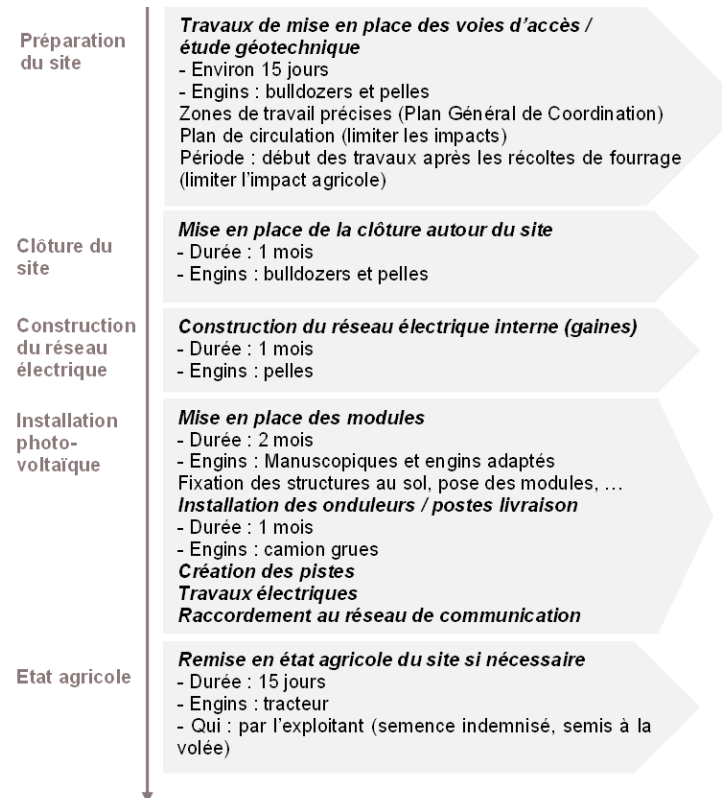 Préparation
du site
Travaux de mise en place des voies d’accès /
étude géotechnique
- Environ 15 jours
- Engins : bulldozers et pelles
Zones de travail précises (Plan Général de Coordination)
Plan de circulation (limiter les impacts)
Période : début des travaux après les récoltes de fourrage
(limiter l’impact agricole)
Clôture du
site
Mise en place de la clôture autour du site
- Durée : 1 mois
- Engins : bulldozers et pelles
Construction
du réseau
électrique
Construction du réseau électrique interne (gaines)
- Durée : 1 mois
- Engins : pelles
Installation
photo-
voltaïque
Mise en place des modules
- Durée : 2 mois
- Engins : Manuscopiques et engins adaptés
Fixation des structures au sol, pose des modules, …
Installation des onduleurs / postes livraison
- Durée : 1 mois
- Engins : camion grues
Création des pistes
Travaux électriques
Raccordement au réseau de communication
Etat agricole
Remise en état agricole du site si nécessaire
- Durée : 15 jours
- Engins : tracteur
- Qui : par l’exploitant (semence indemnisé, semis à la
volée)